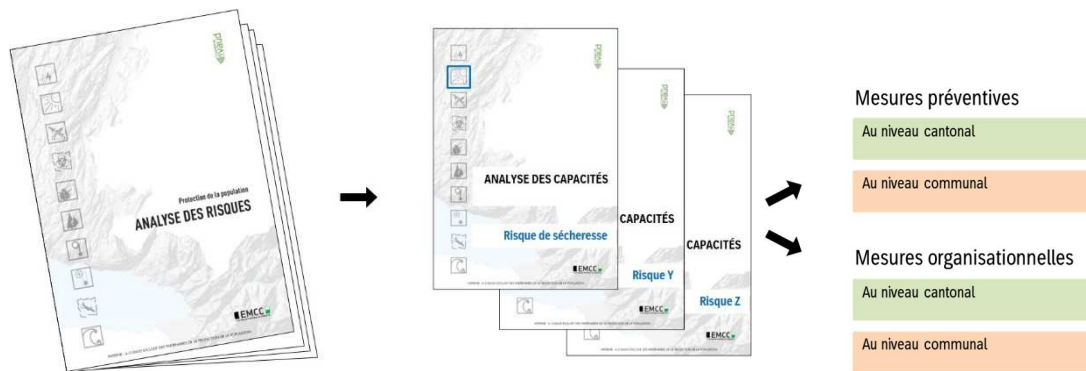 Protection de la population
ANALYSE DES RISQUES
EMCC
ANALYSE DES CAPACITÉS
Risque de sécheresse
EMCC
CAPACITÉS
Risque Y
EMCC
CAPACITÉS
Risque Z
EMCC
Mesures préventives
Au niveau cantonal
Au niveau communal
Mesures organisationnelles
Au niveau cantonal
Au niveau communal